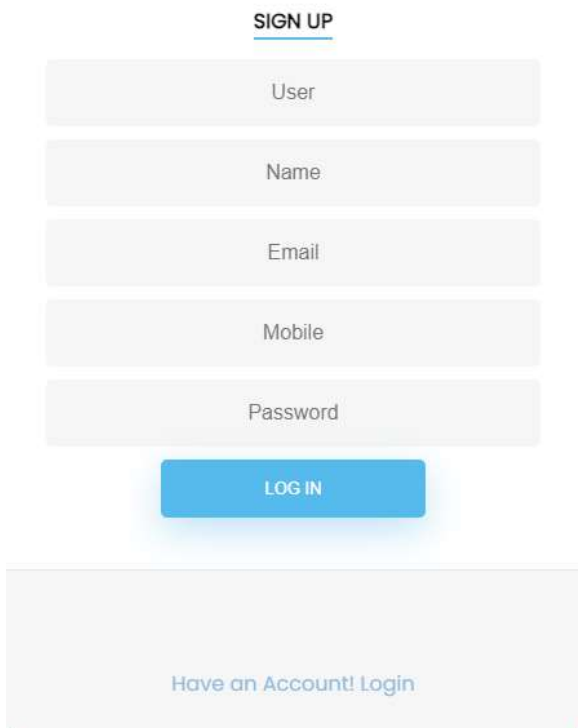 SIGN UP
User
Name
Email
Mobile
Password
LOG IN
Have an Account! Login